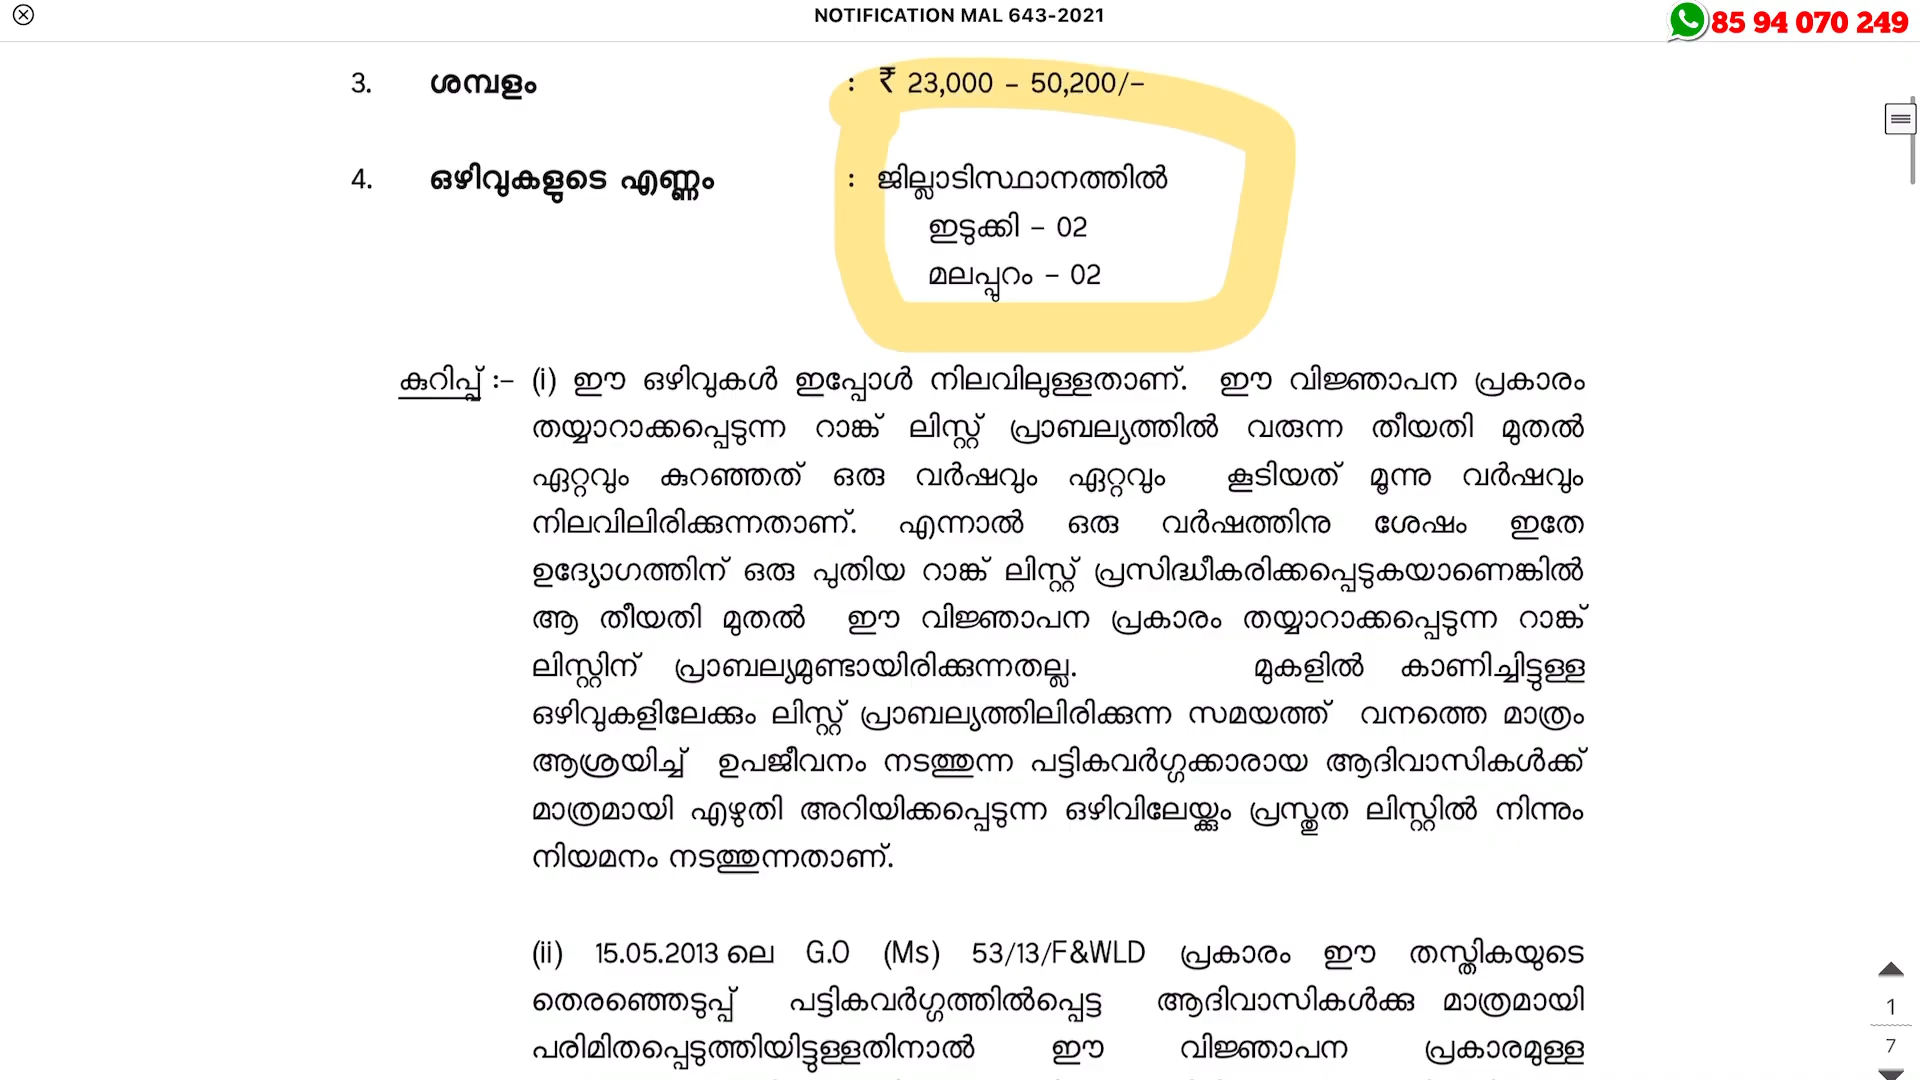 NOTIFICATION MAL 643-2021
85 94 070 249
3. ശമ്പളം : ₹ 23,000 – 50,200/–
4. ഒഴിവുകളുടെ എണ്ണം : ജില്ലാടിസ്ഥാനത്തിൽ
ഇടുക്കി – 02
മലപ്പുറം – 02
കുറിപ്പ് :– (i) ഈ ഒഴിവുകൾ ഇപ്പോൾ നിലവിലുള്ളതാണ്. ഈ വിജ്ഞാപന പ്രകാരം
തയ്യാറാക്കപ്പെടുന്ന റാങ്ക് ലിസ്റ്റ് പ്രാബല്യത്തിൽ വരുന്ന തീയതി മുതൽ
ഏറ്റവും കുറഞ്ഞത് ഒരു വർഷവും ഏറ്റവും കൂടിയത് മൂന്നു വർഷവും
നിലവിലിരിക്കുന്നതാണ്. എന്നാൽ ഒരു വർഷത്തിനു ശേഷം ഇതേ
ഉദ്യോഗത്തിന് ഒരു പുതിയ റാങ്ക് ലിസ്റ്റ് പ്രസിദ്ധീകരിക്കപ്പെടുകയാണെങ്കിൽ
ആ തീയതി മുതൽ ഈ വിജ്ഞാപന പ്രകാരം തയ്യാറാക്കപ്പെടുന്ന റാങ്ക്
ലിസ്റ്റിന് പ്രാബല്യമുണ്ടായിരിക്കുന്നതല്ല. മുകളിൽ കാണിച്ചിട്ടുള്ള
ഒഴിവുകളിലേക്കും ലിസ്റ്റ് പ്രാബല്യത്തിലിരിക്കുന്ന സമയത്ത് വനത്തെ മാത്രം
ആശ്രയിച്ച് ഉപജീവനം നടത്തുന്ന പട്ടികവർഗ്ഗക്കാരായ ആദിവാസികൾക്ക്
മാത്രമായി എഴുതി അറിയിക്കപ്പെടുന്ന ഒഴിവിലേയ്ക്കും പ്രസ്തുത ലിസ്റ്റിൽ നിന്നും
നിയമനം നടത്തുന്നതാണ്.
(ii) 15.05.2013 ലെ G.O (Ms) 53/13/F&WLD പ്രകാരം ഈ തസ്തികയുടെ
തെരഞ്ഞെടുപ്പ് പട്ടികവർഗ്ഗത്തിൽപ്പെട്ട ആദിവാസികൾക്കു മാത്രമായി
പരിമിതപ്പെടുത്തിയിട്ടുള്ളതിനാൽ ഈ വിജ്ഞാപന പ്രകാരമുള്ള
1
7